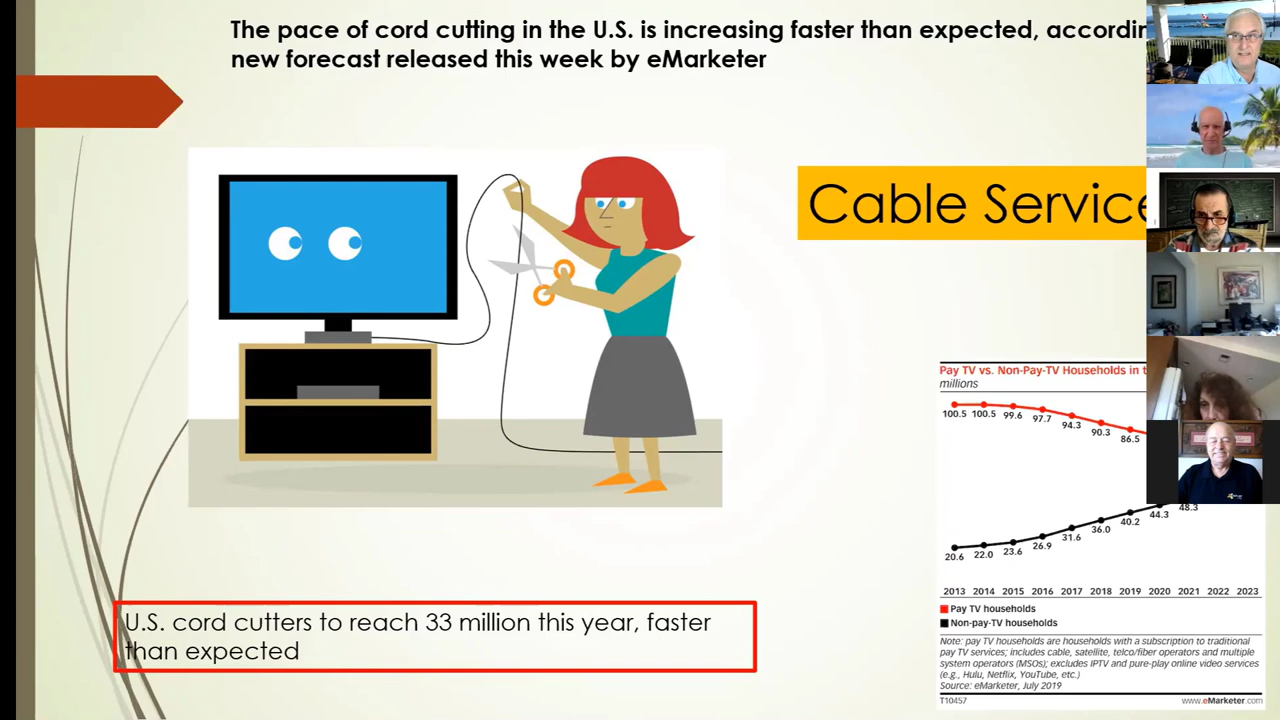 The pace of cord cutting in the U.S. is increasing faster than expected,
new forecast released this week by eMarketer
Cable Service
Pay TV vs. Non-Pay-TV Households in
millions
100.5 100.5 99.6 97.7 94.3 90.3 86.5
20.6 22.0 23.6 26.9 31.6 36.0 40.2 44.3 48.3
2013 2014 2015 2016 2017 2018 2019 2020 2021 2022 2023
Pay TV households
Non-pay-TV households
Note: pay TV households are households with a subscription to traditional
pay TV services; includes cable, satellite, telco/fiber operators and multiple
system operators (MSOs); excludes IPTV and pure-play online video services
(e.g., Hulu, Netflix, YouTube, etc.)
Source: eMarketer, July 2019
T10457 www.eMarketer.com
U.S. cord cutters to reach 33 million this year, faster
than expected